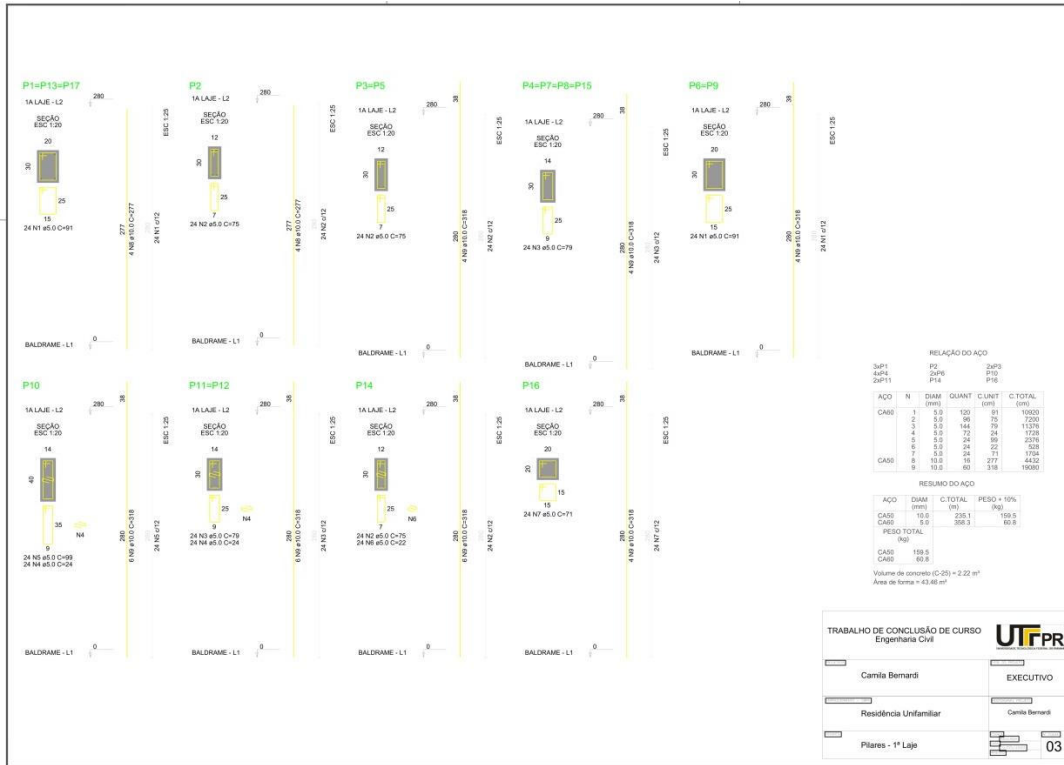 P1=P13=P17
1A LAJE - L2
280
SEÇÃO
ESC 1:20
20
30
25
15
24 N1 ø5.0 C=91
277
4 N8 ø10.0 C=277
24 N1 c/12
ESC 1:25
BALDRAME - L1
0
P2
1A LAJE - L2
280
SEÇÃO
ESC 1:20
12
30
25
7
24 N2 ø5.0 C=75
277
4 N8 ø10.0 C=277
24 N2 c/12
ESC 1:25
BALDRAME - L1
0
P3=P5
1A LAJE - L2
280
38
SEÇÃO
ESC 1:20
12
30
25
7
24 N2 ø5.0 C=75
280
4 N9 ø10.0 C=318
24 N2 c/12
ESC 1:25
BALDRAME - L1
0
P4=P7=P8=P15
1A LAJE - L2
280
38
SEÇÃO
ESC 1:20
14
30
25
9
24 N3 ø5.0 C=79
280
4 N9 ø10.0 C=318
24 N3 c/12
ESC 1:25
BALDRAME - L1
0
P6=P9
1A LAJE - L2
280
38
SEÇÃO
ESC 1:20
20
30
25
15
24 N1 ø5.0 C=91
280
4 N9 ø10.0 C=318
24 N1 c/12
ESC 1:25
BALDRAME - L1
0
P10
1A LAJE - L2
280
38
SEÇÃO
ESC 1:20
14
40
35
N4
9
24 N5 ø5.0 C=99
24 N4 ø5.0 C=24
280
6 N9 ø10.0 C=318
24 N5 c/12
ESC 1:25
BALDRAME - L1
0
P11=P12
1A LAJE - L2
280
38
SEÇÃO
ESC 1:20
14
30
25
N4
9
24 N3 ø5.0 C=79
24 N4 ø5.0 C=24
280
6 N9 ø10.0 C=318
24 N3 c/12
ESC 1:25
BALDRAME - L1
0
P14
1A LAJE - L2
280
38
SEÇÃO
ESC 1:20
12
30
25
N6
7
24 N2 ø5.0 C=75
24 N6 ø5.0 C=22
280
6 N9 ø10.0 C=318
24 N2 c/12
ESC 1:25
BALDRAME - L1
0
P16
1A LAJE - L2
280
38
SEÇÃO
ESC 1:20
20
20
15
15
24 N7 ø5.0 C=71
280
4 N9 ø10.0 C=318
24 N7 c/12
ESC 1:25
BALDRAME - L1
0
RELAÇÃO DO AÇO
3xP1 P2 2xP3
4xP4 2xP6 P10
2xP11 P14 P16
AÇO N DIAM QUANT C.UNIT C.TOTAL
(mm) (cm) (cm)
CA60 1 5.0 120 91 10920
2 5.0 96 75 7200
3 5.0 144 79 11376
4 5.0 72 24 1728
5 5.0 24 99 2376
6 5.0 24 22 528
7 5.0 24 71 1704
CA50 8 10.0 16 277 4432
9 10.0 60 318 19080
RESUMO DO AÇO
AÇO DIAM C.TOTAL PESO + 10%
(mm) (m) (kg)
CA50 10.0 235.1 159.5
CA60 5.0 358.3 60.8
PESO TOTAL
(kg)
CA50 159.5
CA60 60.8
Volume de concreto (C-25) = 2.22 m³
Área de forma = 43.46 m²
TRABALHO DE CONCLUSÃO DE CURSO
Engenharia Civil
UTFPR
Camila Bernardi
EXECUTIVO
Residência Unifamiliar
Camila Bernardi
Pilares - 1ª Laje
03